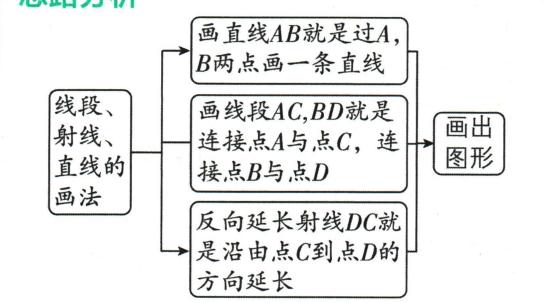 思路分析
线段、
射线、
直线的
画法
画直线AB就是过A,
B两点画一条直线
画线段AC,BD就是
连接点A与点C，连
接点B与点D
反向延长射线DC就
是沿由点C到点D的
方向延长
画出
图形